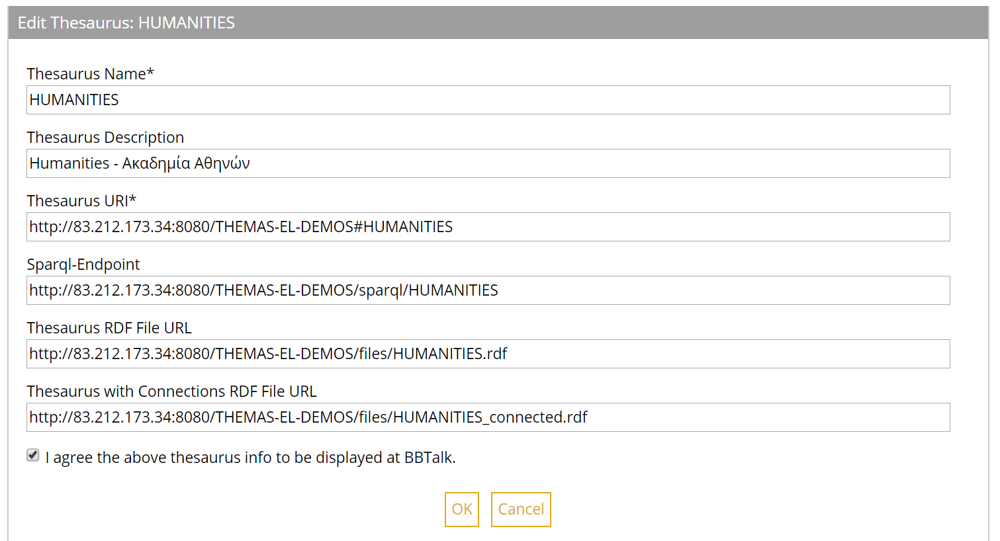 Edit Thesaurus: HUMANITIES
Thesaurus Name*
HUMANITIES
Thesaurus Description
Humanities - Ακαδημία Αθηνών
Thesaurus URI*
http://83.212.173.34:8080/THEMAS-EL-DEMOS#HUMANITIES
Sparql-Endpoint
http://83.212.173.34:8080/THEMAS-EL-DEMOS/sparql/HUMANITIES
Thesaurus RDF File URL
http://83.212.173.34:8080/THEMAS-EL-DEMOS/files/HUMANITIES.rdf
Thesaurus with Connections RDF File URL
http://83.212.173.34:8080/THEMAS-EL-DEMOS/files/HUMANITIES_connected.rdf
I agree the above thesaurus info to be displayed at BBTalk.
OK Cancel